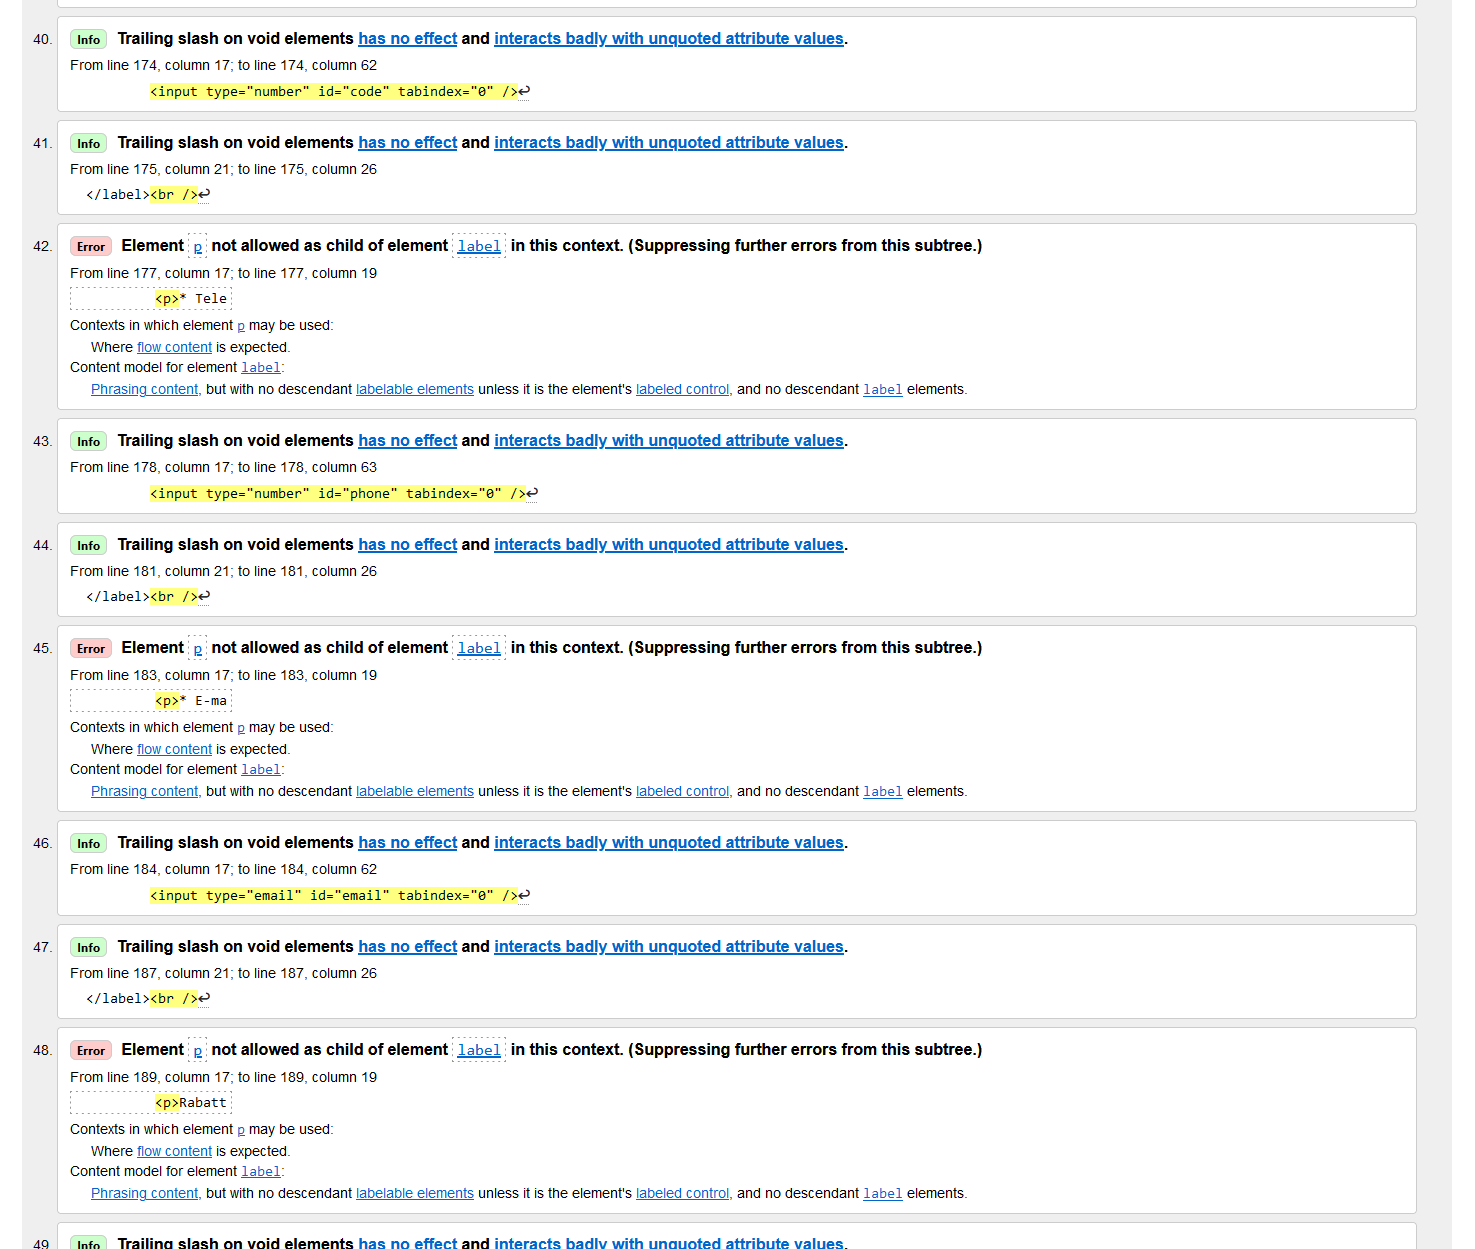 40. Info Trailing slash on void elements has no effect and interacts badly with unquoted attribute values.
From line 174, column 17; to line 174, column 62
<input type="number" id="code" tabindex="0" />↩
41. Info Trailing slash on void elements has no effect and interacts badly with unquoted attribute values.
From line 175, column 21; to line 175, column 26
</label><br />↩
42. Error Element p not allowed as child of element label in this context. (Suppressing further errors from this subtree.)
From line 177, column 17; to line 177, column 19
<p>* Tele
Contexts in which element p may be used:
Where flow content is expected.
Content model for element label:
Phrasing content, but with no descendant labelable elements unless it is the element's labeled control, and no descendant label elements.
43. Info Trailing slash on void elements has no effect and interacts badly with unquoted attribute values.
From line 178, column 17; to line 178, column 63
<input type="number" id="phone" tabindex="0" />↩
44. Info Trailing slash on void elements has no effect and interacts badly with unquoted attribute values.
From line 181, column 21; to line 181, column 26
</label><br />↩
45. Error Element p not allowed as child of element label in this context. (Suppressing further errors from this subtree.)
From line 183, column 17; to line 183, column 19
<p>* E-ma
Contexts in which element p may be used:
Where flow content is expected.
Content model for element label:
Phrasing content, but with no descendant labelable elements unless it is the element's labeled control, and no descendant label elements.
46. Info Trailing slash on void elements has no effect and interacts badly with unquoted attribute values.
From line 184, column 17; to line 184, column 62
<input type="email" id="email" tabindex="0" />↩
47. Info Trailing slash on void elements has no effect and interacts badly with unquoted attribute values.
From line 187, column 21; to line 187, column 26
</label><br />↩
48. Error Element p not allowed as child of element label in this context. (Suppressing further errors from this subtree.)
From line 189, column 17; to line 189, column 19
<p>Rabatt
Contexts in which element p may be used:
Where flow content is expected.
Content model for element label:
Phrasing content, but with no descendant labelable elements unless it is the element's labeled control, and no descendant label elements.
49. Info Trailing slash on void elements has no effect and interacts badly with unquoted attribute values.